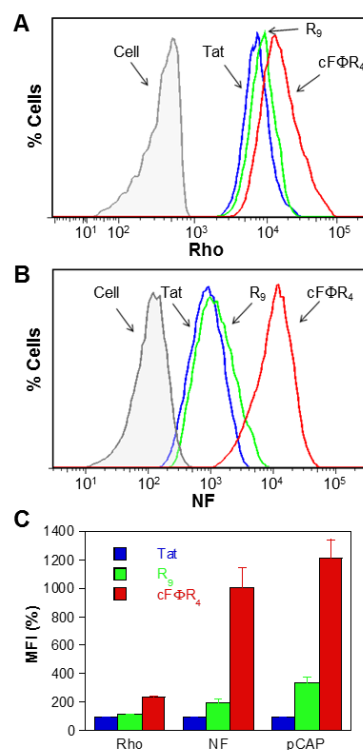 A
R9
Cell
Tat
cFΦR4
% Cells
10¹ 10² 10³ 10⁴ 10⁵
Rho
B
Cell Tat R9 cFΦR4
% Cells
10¹ 10² 10³ 10⁴ 10⁵
NF
C
1400
1200
1000
800
600
400
200
0
MFI (%)
Tat
R9
cFΦR4
Rho NF pCAP